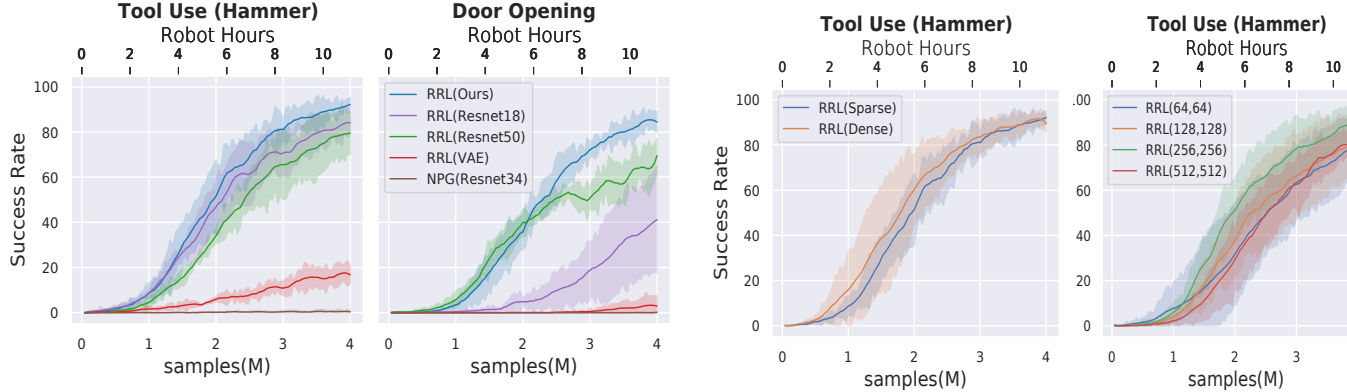 Tool Use (Hammer)
Robot Hours
0 2 4 6 8 10
Success Rate
100
80
60
40
20
0
0 1 2 3 4
samples(M)
Door Opening
Robot Hours
0 2 4 6 8 10
RRL(Ours)
RRL(Resnet18)
RRL(Resnet50)
RRL(VAE)
NPG(Resnet34)
0 1 2 3 4
samples(M)
Tool Use (Hammer)
Robot Hours
0 2 4 6 8 10
Success Rate
100
80
60
40
20
0
RRL(Sparse)
RRL(Dense)
0 1 2 3 4
samples(M)
Tool Use (Hammer)
Robot Hours
0 2 4 6 8 10
.00
80
60
40
20
0
RRL(64,64)
RRL(128,128)
RRL(256,256)
RRL(512,512)
0 1 2 3
samples(M)